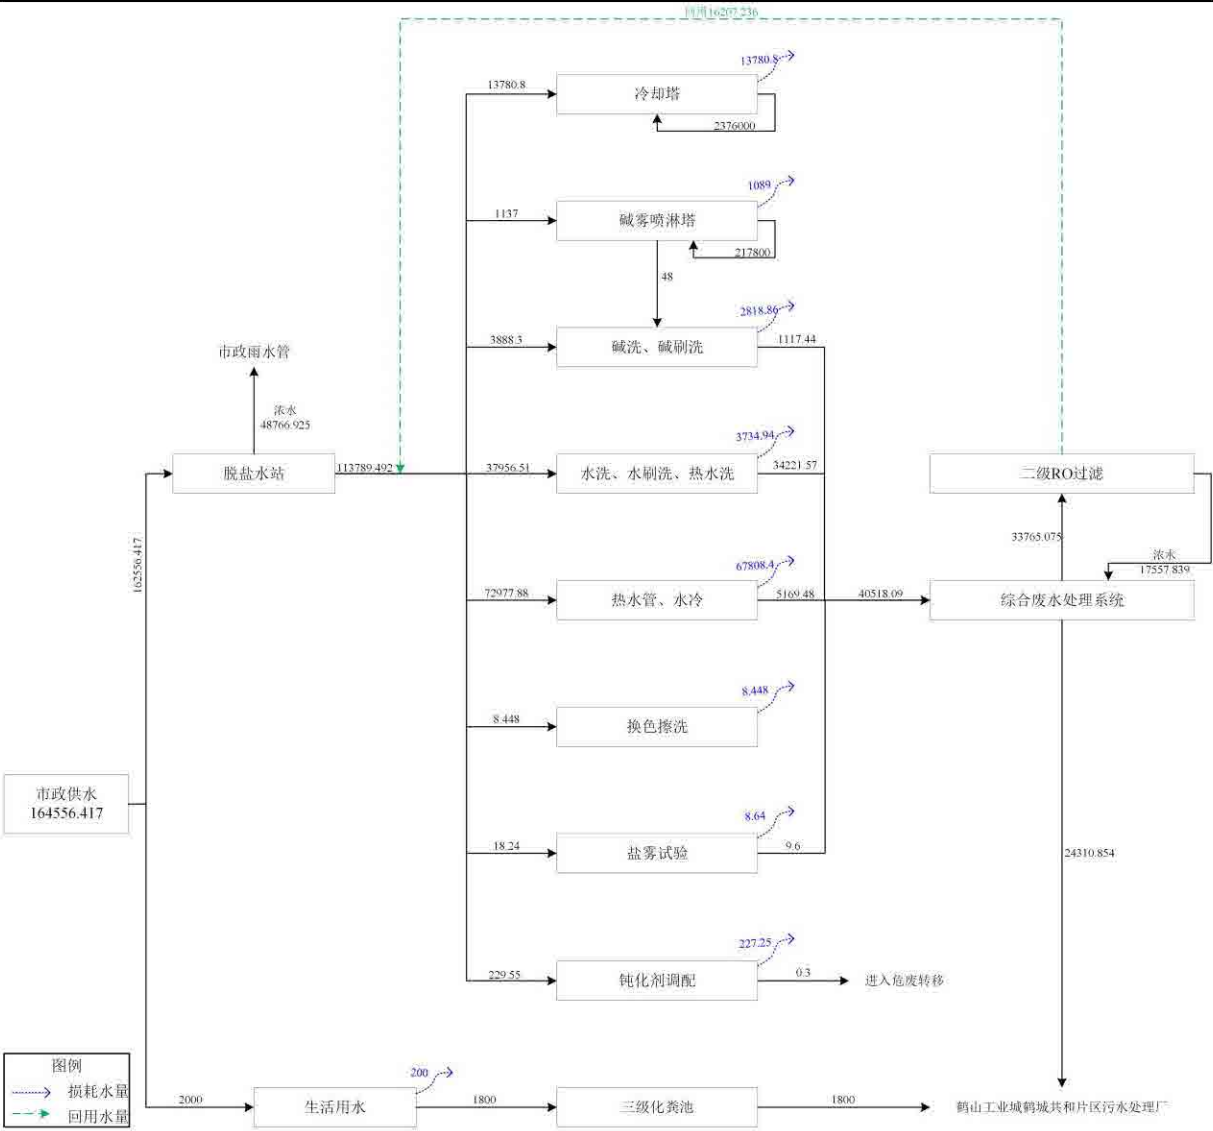 回用16207.236
13780.8
13780.8
冷却塔
2376000
1089
1137
碱雾喷淋塔
217800
48
2818.86
3888.3
碱洗、碱刷洗
1117.44
市政雨水管
浓水
48766.925
3734.94
脱盐水站
113789.492
37956.51
水洗、水刷洗、热水洗
34221.57
二级RO过滤
33765.075
浓水
17557.839
162556.417
67808.4
72977.88
热水管、水冷
5169.48
40518.09
综合废水处理系统
8.448
8.448
换色擦洗
市政供水
164556.417
8.64
18.24
盐雾试验
9.6
24310.854
227.25
229.55
钝化剂调配
0.3
进入危废转移
图例
损耗水量
回用水量
200
2000
生活用水
1800
三级化粪池
1800
鹤山工业城鹤城共和片区污水处理厂